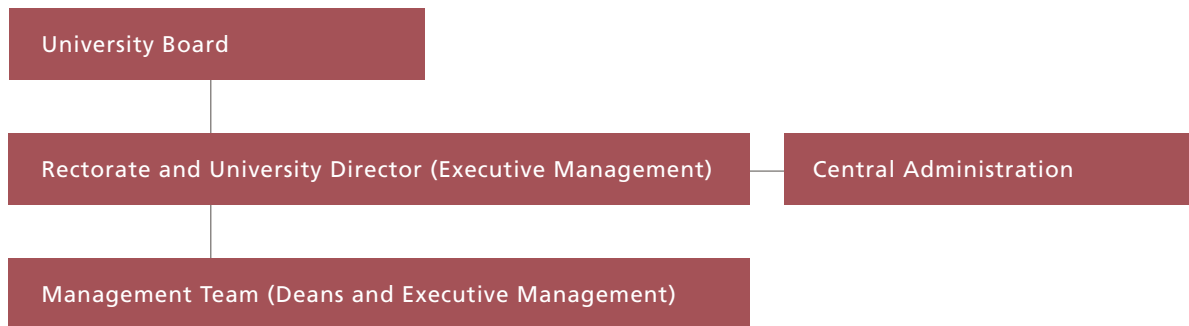 University Board
Rectorate and University Director (Executive Management)
Central Administration
Management Team (Deans and Executive Management)